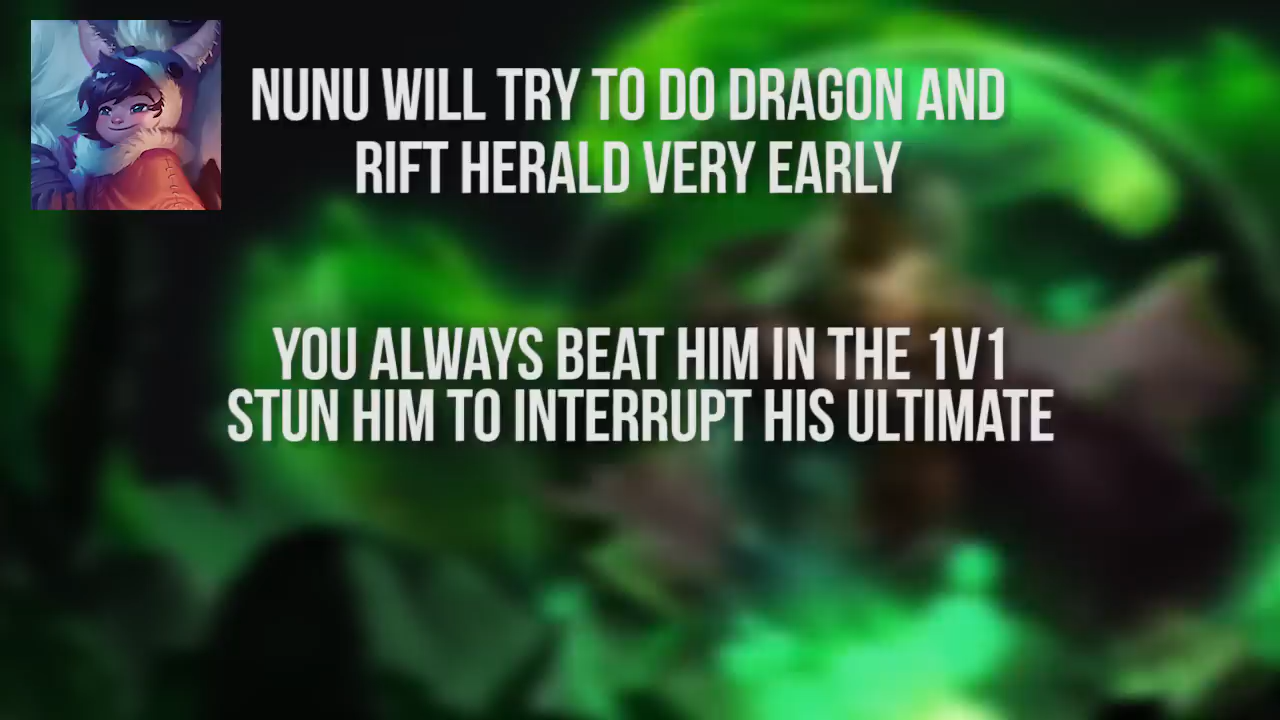 NUNU WILL TRY TO DO DRAGON AND
RIFT HERALD VERY EARLY
YOU ALWAYS BEAT HIM IN THE 1V1
STUN HIM TO INTERRUPT HIS ULTIMATE